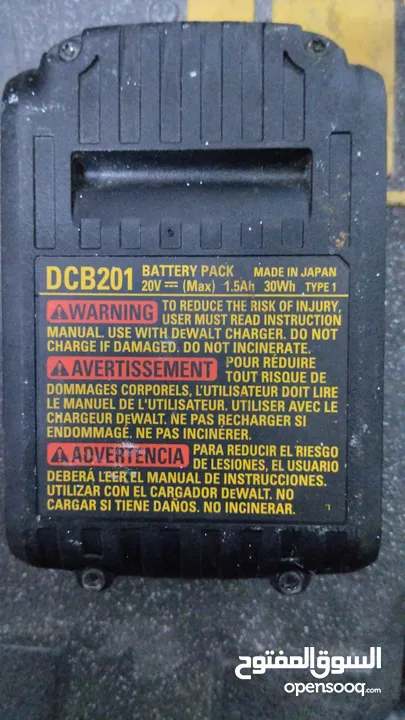 DCB201 BATTERY PACK MADE IN JAPAN
20V ⎓ (Max) 1.5Ah 30Wh TYPE 1
⚠WARNING TO REDUCE THE RISK OF INJURY,
USER MUST READ INSTRUCTION
MANUAL. USE WITH DEWALT CHARGER. DO NOT
CHARGE IF DAMAGED. DO NOT INCINERATE.
⚠AVERTISSEMENT POUR RÉDUIRE
TOUT RISQUE DE
DOMMAGES CORPORELS, L'UTILISATEUR DOIT LIRE
LE MANUEL DE L'UTILISATEUR. UTILISER AVEC LE
CHARGEUR DEWALT. NE PAS RECHARGER SI
ENDOMMAGÉ. NE PAS INCINÉRER.
⚠ADVERTENCIA PARA REDUCIR EL RIESGO
DE LESIONES, EL USUARIO
DEBERÁ LEER EL MANUAL DE INSTRUCCIONES.
UTILIZAR CON EL CARGADOR DEWALT. NO
CARGAR SI TIENE DAÑOS. NO INCINERAR.
السوق المفتوح
opensooq.com